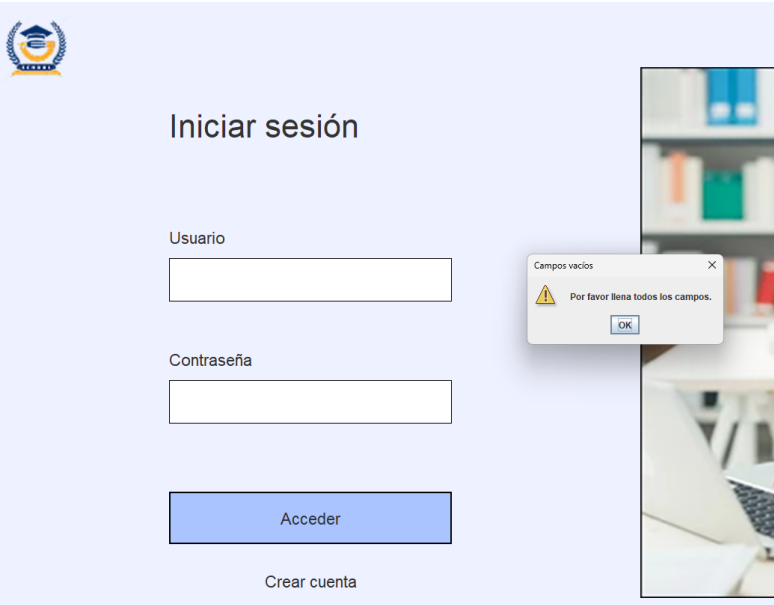 Iniciar sesión
Usuario
Campos vacíos
Por favor llena todos los campos.
OK
Contraseña
Acceder
Crear cuenta